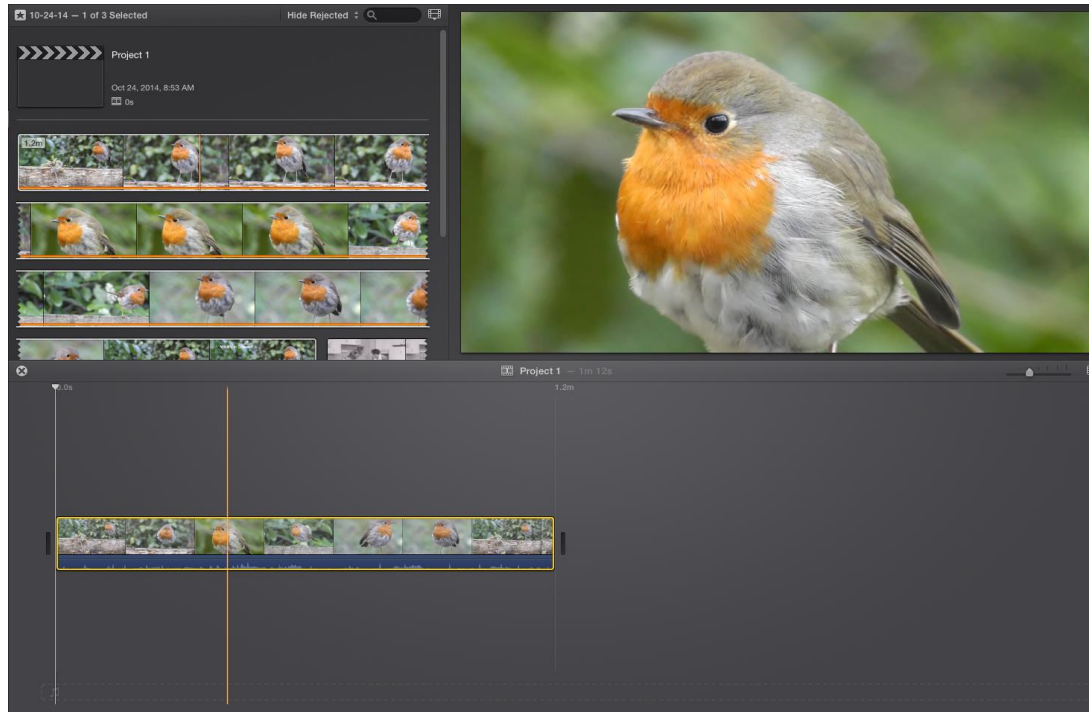 10-24-14 — 1 of 3 Selected
Hide Rejected
Project 1
Oct 24, 2014, 8:53 AM
0s
1.2m
Project 1 — 1m 12s
0.0s
1.2m